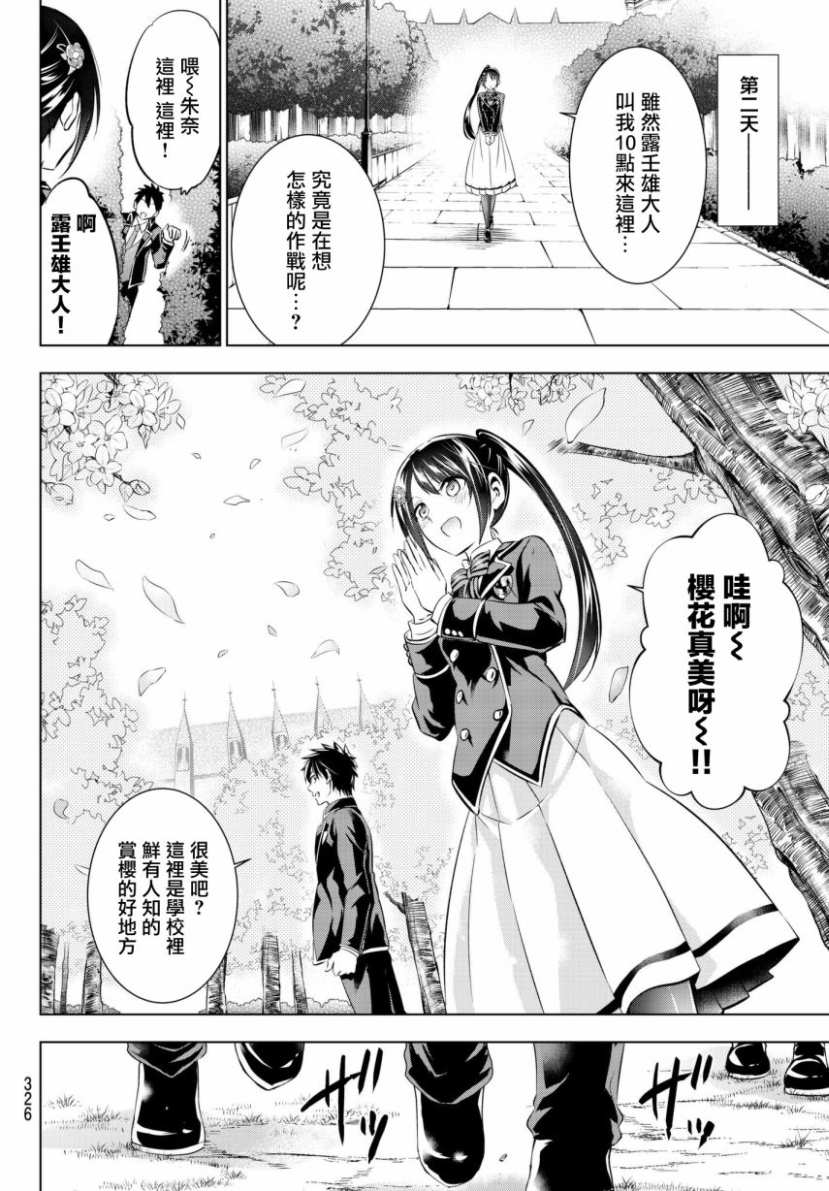 第二天——
雖然露壬雄大人
叫我10點來這裡…
究竟是在想
怎樣的作戰呢…?
喂~朱奈
這裡 這裡!
啊
露壬雄大人!
哇啊~
櫻花真美呀~!!
很美吧?
這裡是學校裡
鮮有人知的
賞櫻的好地方
ザッ
ザッ
326